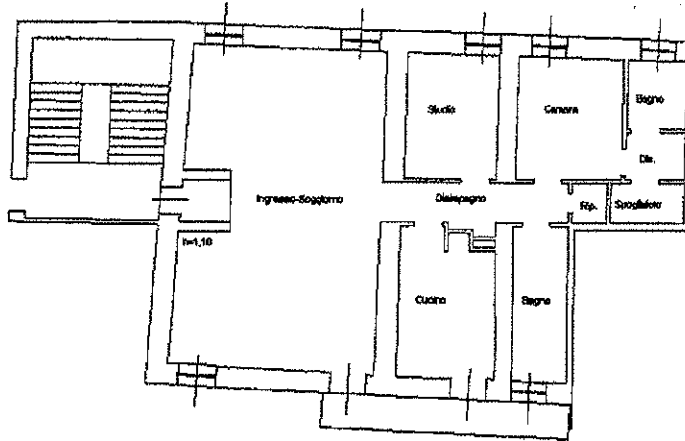 Studio
Camera
Bagno
Dis.
Ingresso-Soggiorno
Disimpegno
Rip.
Spogliatoio
h=1,10
Cucina
Bagno